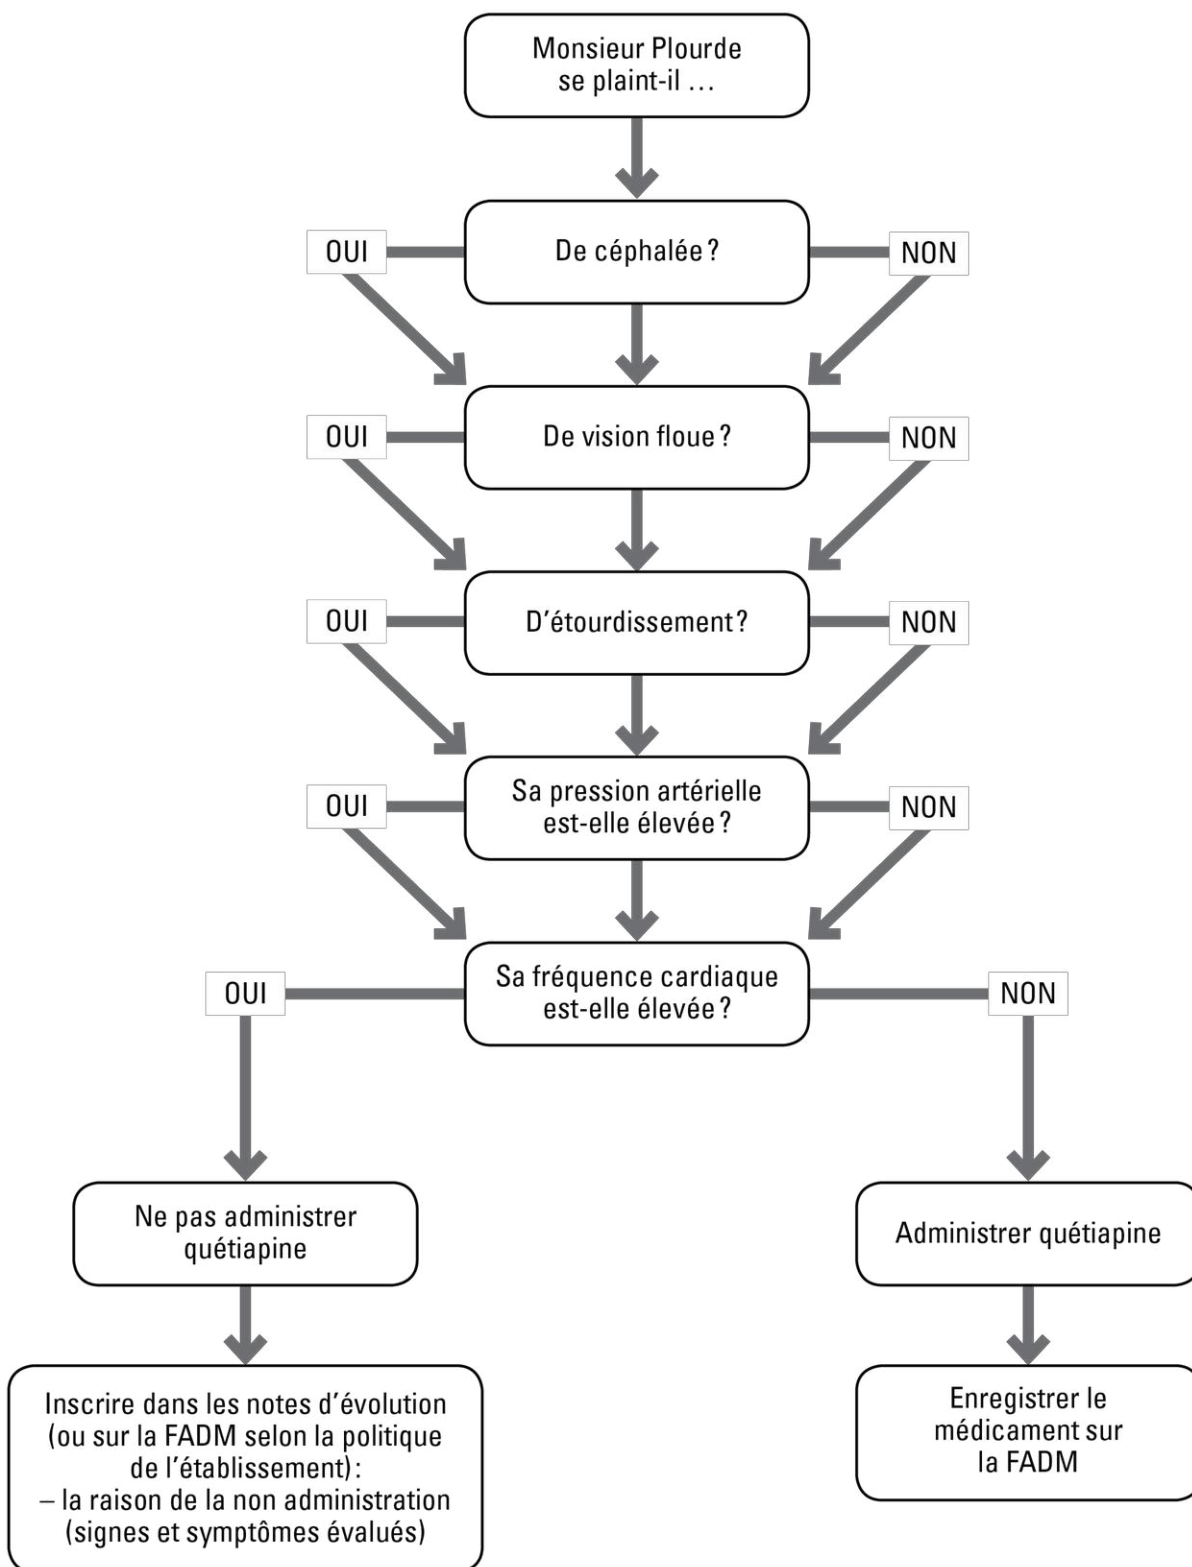 Monsieur Plourde
se plaint-il …
OUI
De céphalée ?
NON
OUI
De vision floue ?
NON
OUI
D'étourdissement ?
NON
OUI
Sa pression artérielle
est-elle élevée ?
NON
OUI
Sa fréquence cardiaque
est-elle élevée ?
NON
Ne pas administrer
quétiapine
Administrer quétiapine
Inscrire dans les notes d'évolution
(ou sur la FADM selon la politique
de l'établissement) :
– la raison de la non administration
(signes et symptômes évalués)
Enregistrer le
médicament sur
la FADM